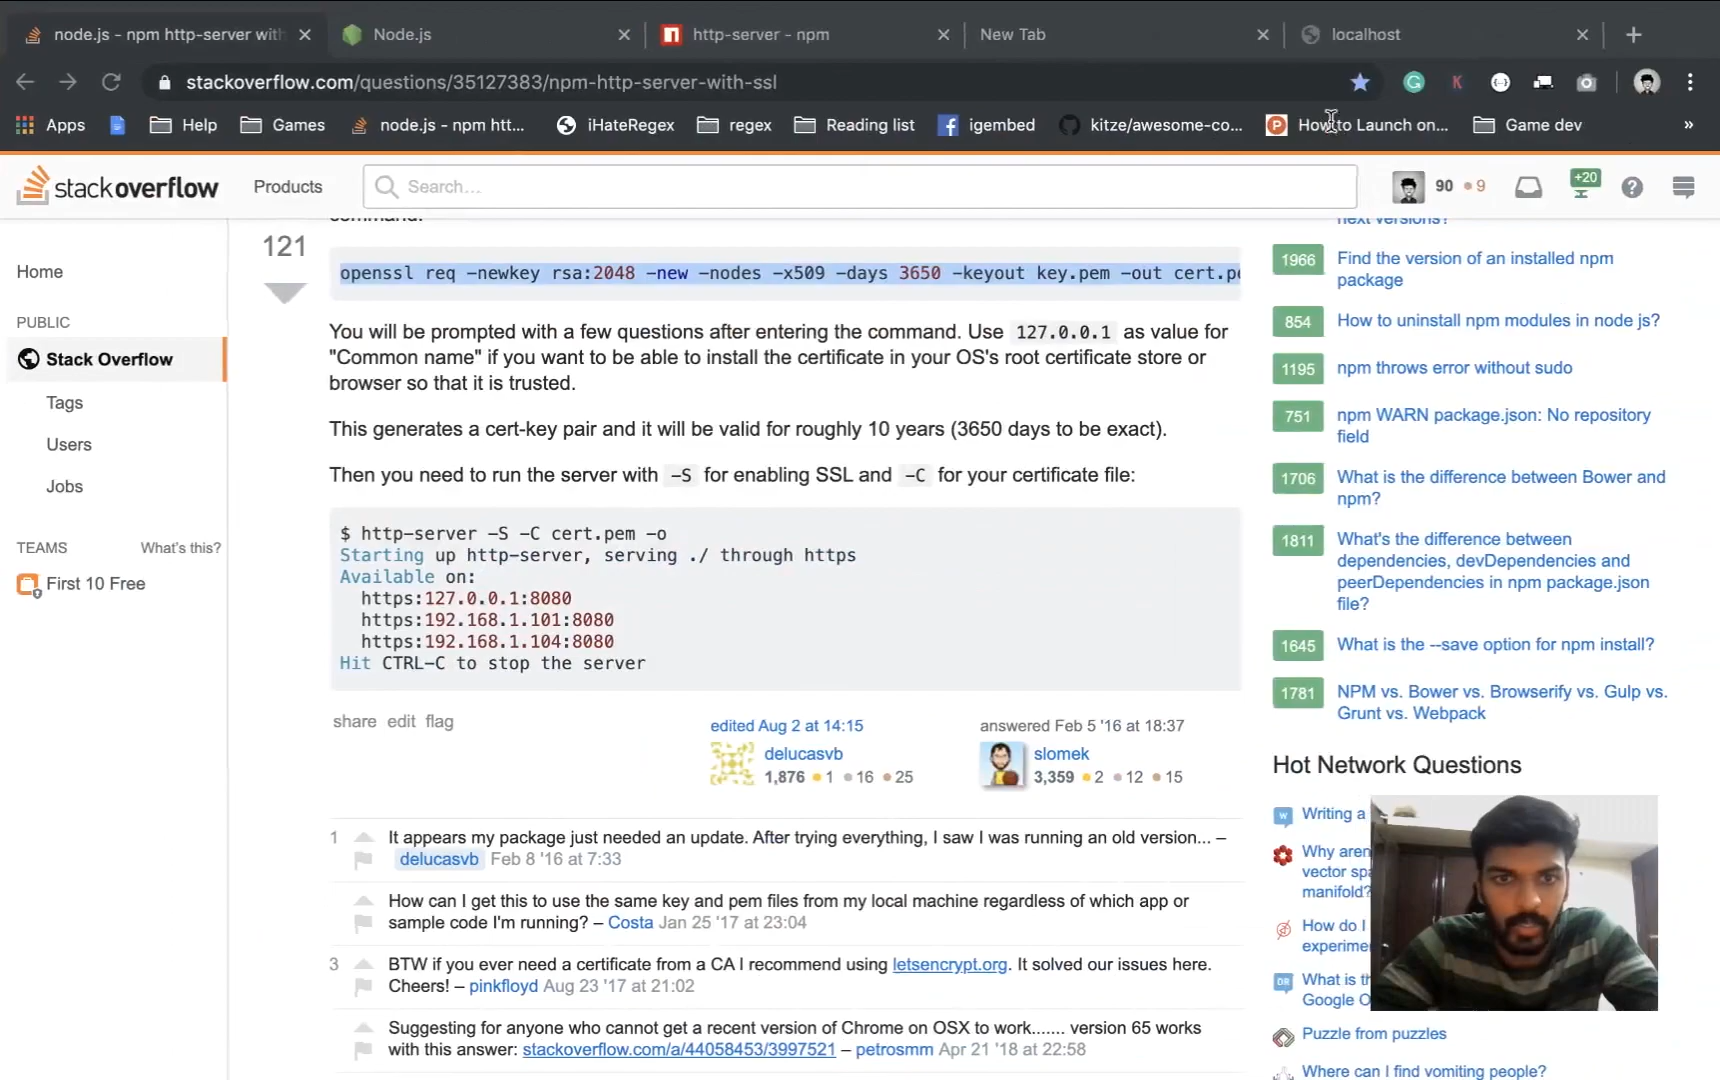 node.js - npm http-server with
Node.js
http-server - npm
New Tab
localhost
stackoverflow.com/questions/35127383/npm-http-server-with-ssl
Apps
Help
Games
node.js - npm htt...
iHateRegex
regex
Reading list
igembed
kitze/awesome-co...
How to Launch on...
Game dev
»
stackoverflow
Products
Search...
90
9
+20
Home
PUBLIC
Stack Overflow
Tags
Users
Jobs
TEAMS
What's this?
First 10 Free
command:
121
openssl req -newkey rsa:2048 -new -nodes -x509 -days 3650 -keyout key.pem -out cert.pe
You will be prompted with a few questions after entering the command. Use 127.0.0.1 as value for
"Common name" if you want to be able to install the certificate in your OS's root certificate store or
browser so that it is trusted.
This generates a cert-key pair and it will be valid for roughly 10 years (3650 days to be exact).
Then you need to run the server with -S for enabling SSL and -C for your certificate file:
$ http-server -S -C cert.pem -o
Starting up http-server, serving ./ through https
Available on:
https:127.0.0.1:8080
https:192.168.1.101:8080
https:192.168.1.104:8080
Hit CTRL-C to stop the server
share edit flag
edited Aug 2 at 14:15
delucasvb
1,876 1 16 25
answered Feb 5 '16 at 18:37
slomek
3,359 2 12 15
1
It appears my package just needed an update. After trying everything, I saw I was running an old version... –
delucasvb Feb 8 '16 at 7:33
How can I get this to use the same key and pem files from my local machine regardless of which app or
sample code I'm running? – Costa Jan 25 '17 at 23:04
3
BTW if you ever need a certificate from a CA I recommend using letsencrypt.org. It solved our issues here.
Cheers! – pinkfloyd Aug 23 '17 at 21:02
Suggesting for anyone who cannot get a recent version of Chrome on OSX to work....... version 65 works
with this answer: stackoverflow.com/a/44058453/3997521 – petrosmm Apr 21 '18 at 22:58
next versions?
1966
Find the version of an installed npm
package
854
How to uninstall npm modules in node js?
1195
npm throws error without sudo
751
npm WARN package.json: No repository
field
1706
What is the difference between Bower and
npm?
1811
What's the difference between
dependencies, devDependencies and
peerDependencies in npm package.json
file?
1645
What is the --save option for npm install?
1781
NPM vs. Bower vs. Browserify vs. Gulp vs.
Grunt vs. Webpack
Hot Network Questions
Writing a
Why aren
vector spa
manifold?
How do I
experime
What is th
Google O
Puzzle from puzzles
Where can I find vomiting people?